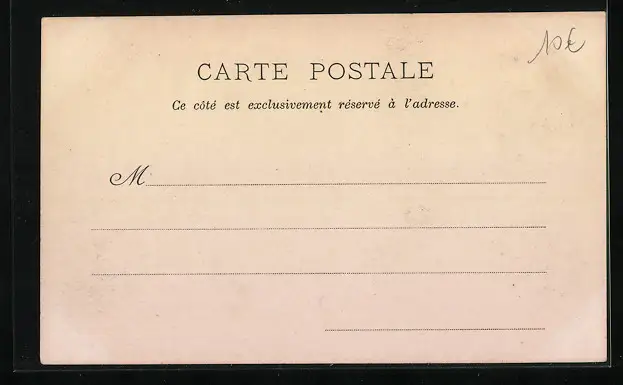 10€
CARTE POSTALE
Ce côté est exclusivement réservé à l'adresse.
M